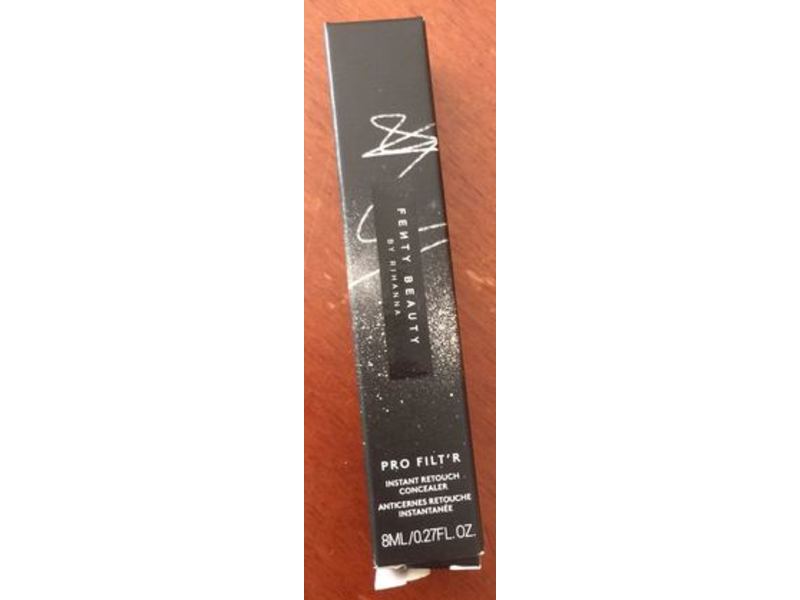 FENTY BEAUTY
BY RIHANNA
PRO FILT'R
INSTANT RETOUCH
CONCEALER
ANTICERNES RETOUCHE
INSTANTANÉE
8ML/0.27FL.OZ.